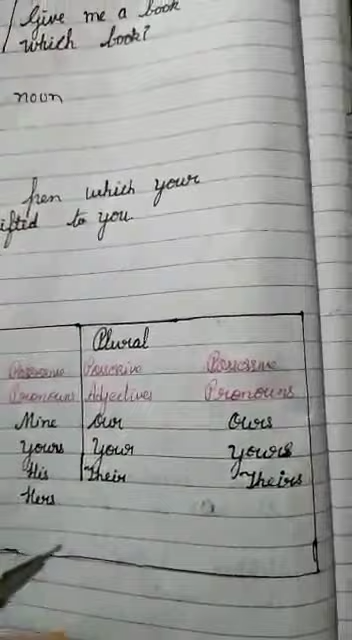 Give me a book
which book?
noun
pen which your
ifted to you.
Plural
Possessive Possessive Possessive
Pronouns Adjectives Pronouns
Mine Our Ours
Yours Your Yours
His Their Theirs
Hers